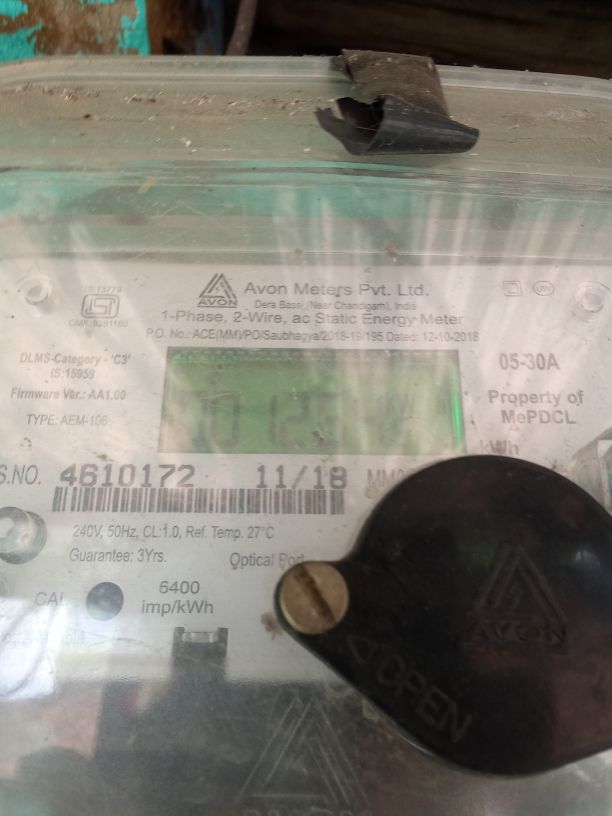 IS:13779
ISI
CM/L 9281180
AVON
Avon Meters Pvt. Ltd.
Dera Bassi, (Near Chandigarh), India
1-Phase, 2-Wire, ac Static Energy Meter
P.O. No.: ACE(MM)/PO/Saubhagya/2018-19/195 Dated: 12-10-2018
DLMS-Category - 'C3'
IS:15959
Firmware Ver.: AA1.00
TYPE: AEM-106
05-30A
Property of
MePDCL
kWh
S.NO. 4610172 11/18
240V, 50Hz, CL:1.0, Ref. Temp. 27°C
Guarantee: 3Yrs. Optical Port
CAL
6400
imp/kWh
AVON
OPEN